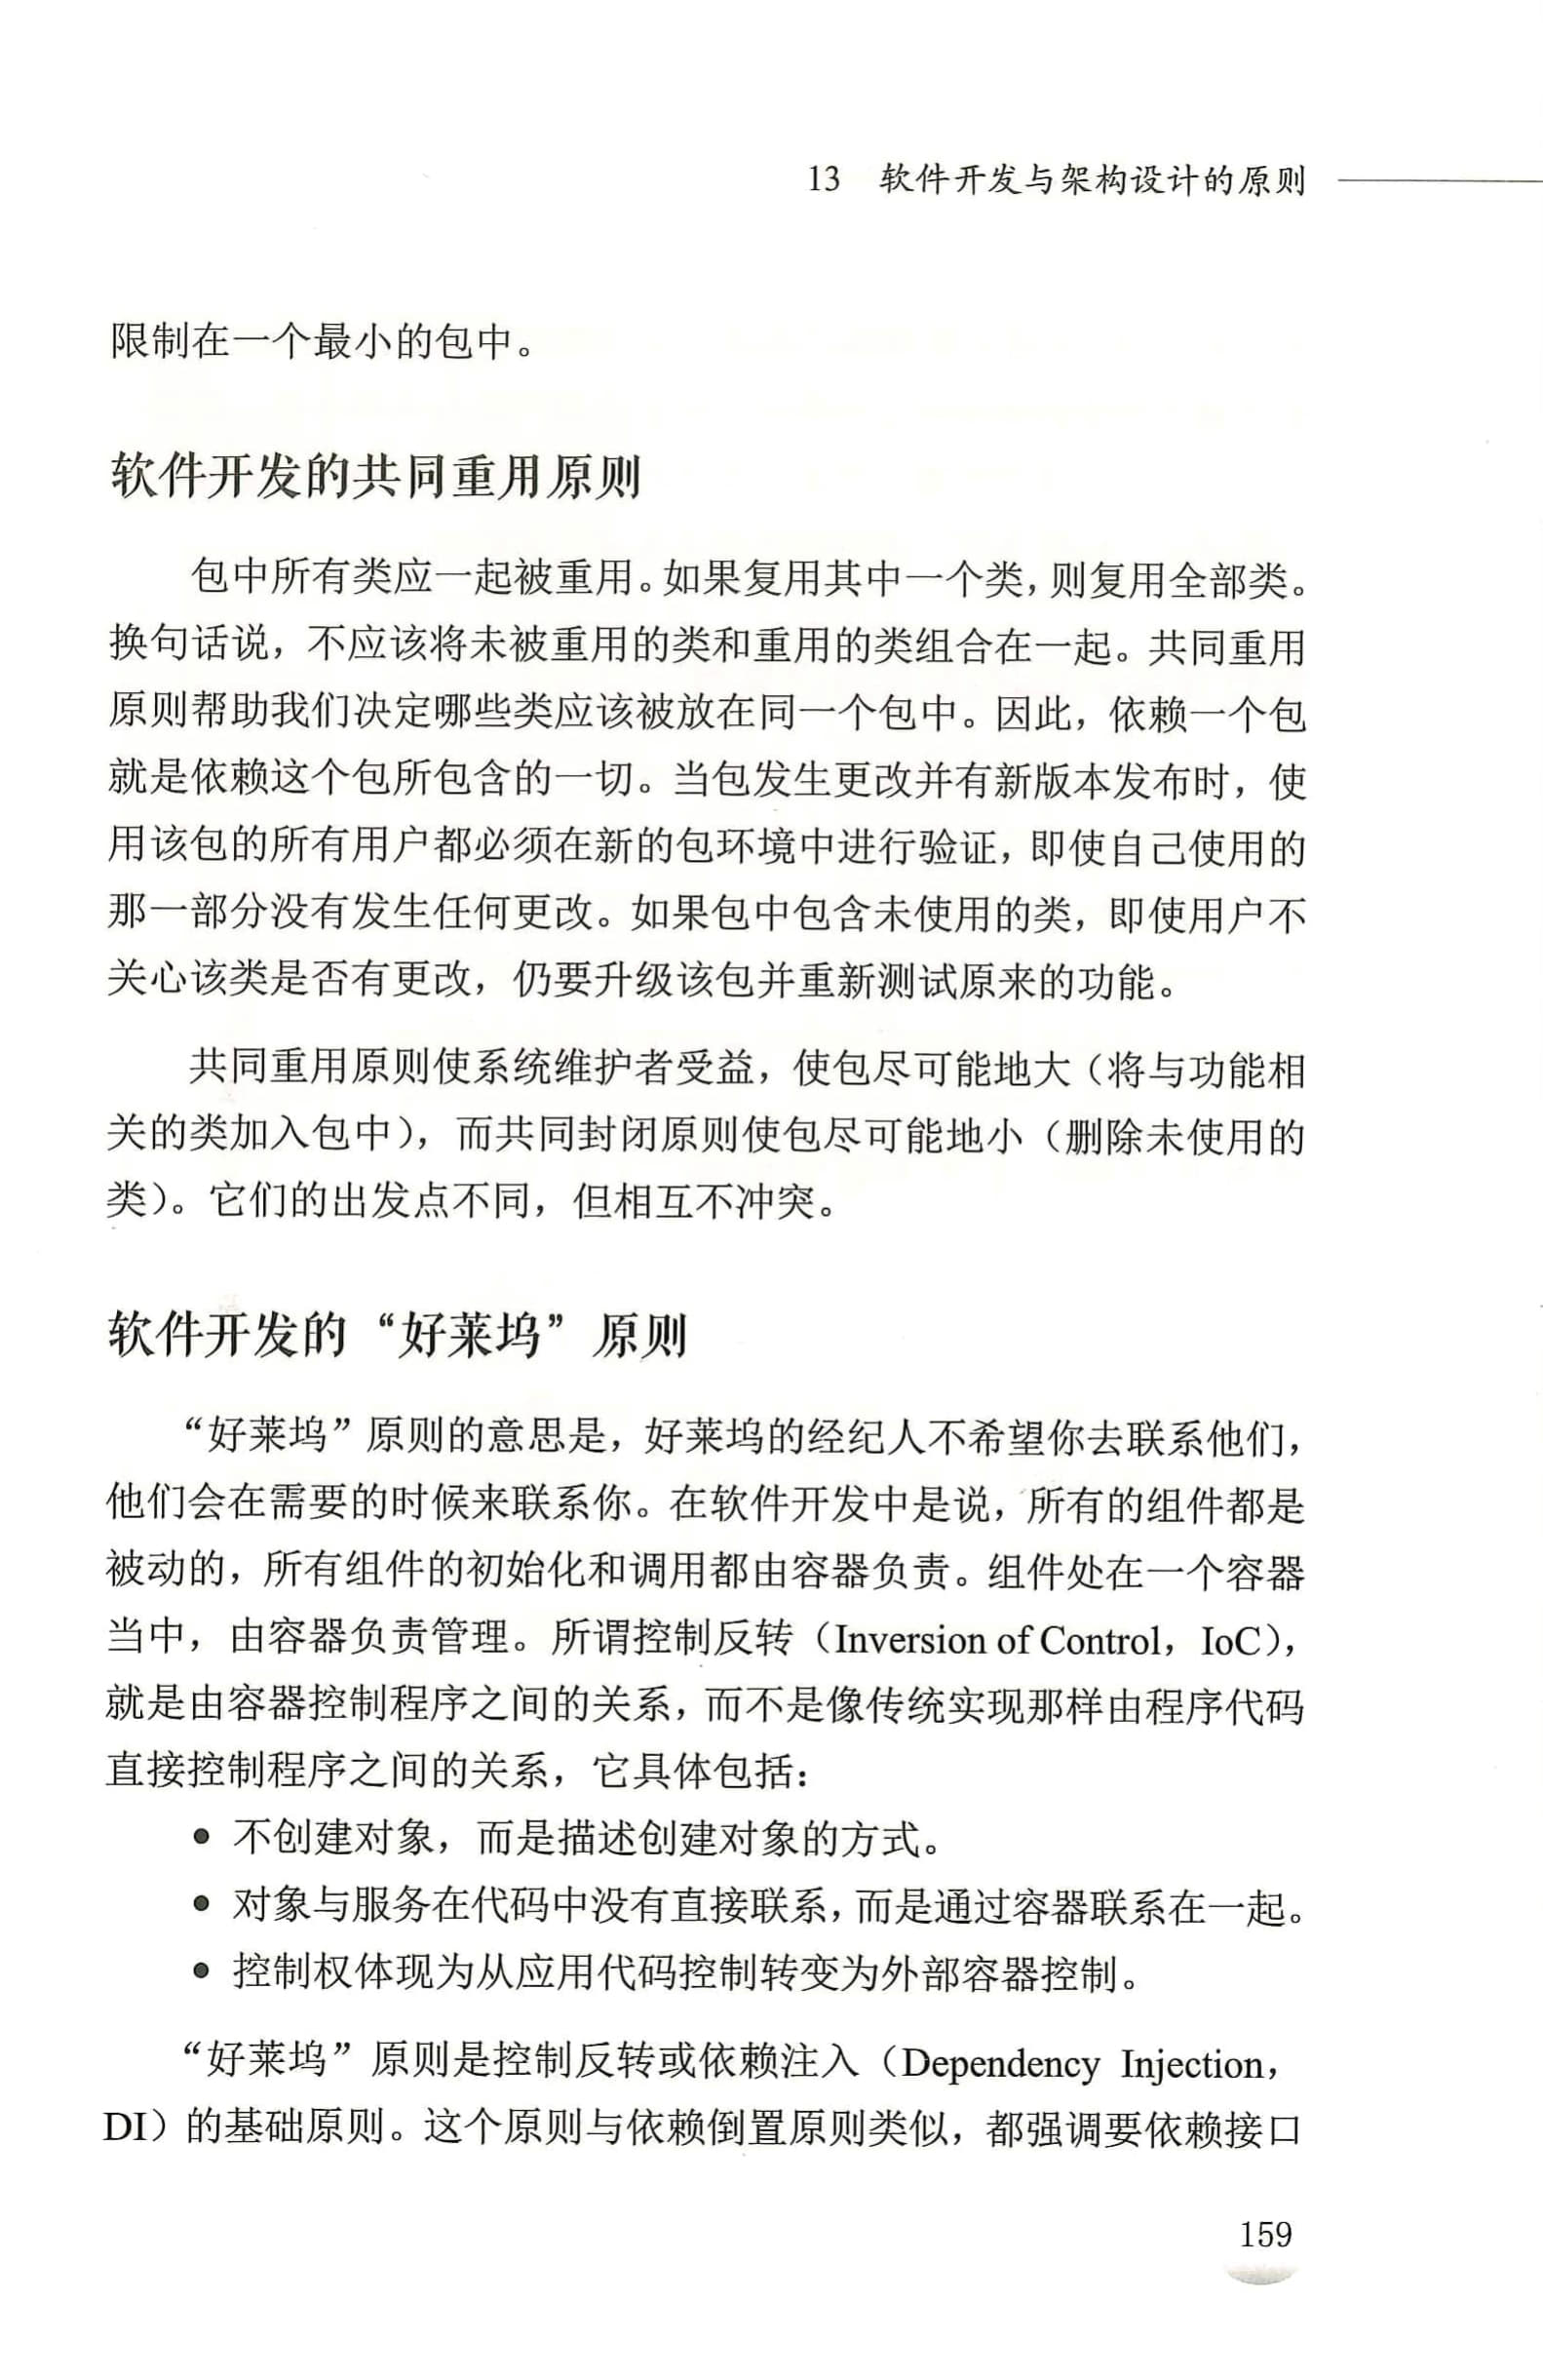 13 软件开发与架构设计的原则
限制在一个最小的包中。
软件开发的共同重用原则
包中所有类应一起被重用。如果复用其中一个类，则复用全部类。
换句话说，不应该将未被重用的类和重用的类组合在一起。共同重用
原则帮助我们决定哪些类应该被放在同一个包中。因此，依赖一个包
就是依赖这个包所包含的一切。当包发生更改并有新版本发布时，使
用该包的所有用户都必须在新的包环境中进行验证，即使自己使用的
那一部分没有发生任何更改。如果包中包含未使用的类，即使用户不
关心该类是否有更改，仍要升级该包并重新测试原来的功能。
共同重用原则使系统维护者受益，使包尽可能地大（将与功能相
关的类加入包中），而共同封闭原则使包尽可能地小（删除未使用的
类）。它们的出发点不同，但相互不冲突。
软件开发的“好莱坞”原则
“好莱坞”原则的意思是，好莱坞的经纪人不希望你去联系他们，
他们会在需要的时候来联系你。在软件开发中是说，所有的组件都是
被动的，所有组件的初始化和调用都由容器负责。组件处在一个容器
当中，由容器负责管理。所谓控制反转（Inversion of Control，IoC），
就是由容器控制程序之间的关系，而不是像传统实现那样由程序代码
直接控制程序之间的关系，它具体包括：
● 不创建对象，而是描述创建对象的方式。
● 对象与服务在代码中没有直接联系，而是通过容器联系在一起。
● 控制权体现为从应用代码控制转变为外部容器控制。
“好莱坞”原则是控制反转或依赖注入（Dependency Injection，
DI）的基础原则。这个原则与依赖倒置原则类似，都强调要依赖接口
159